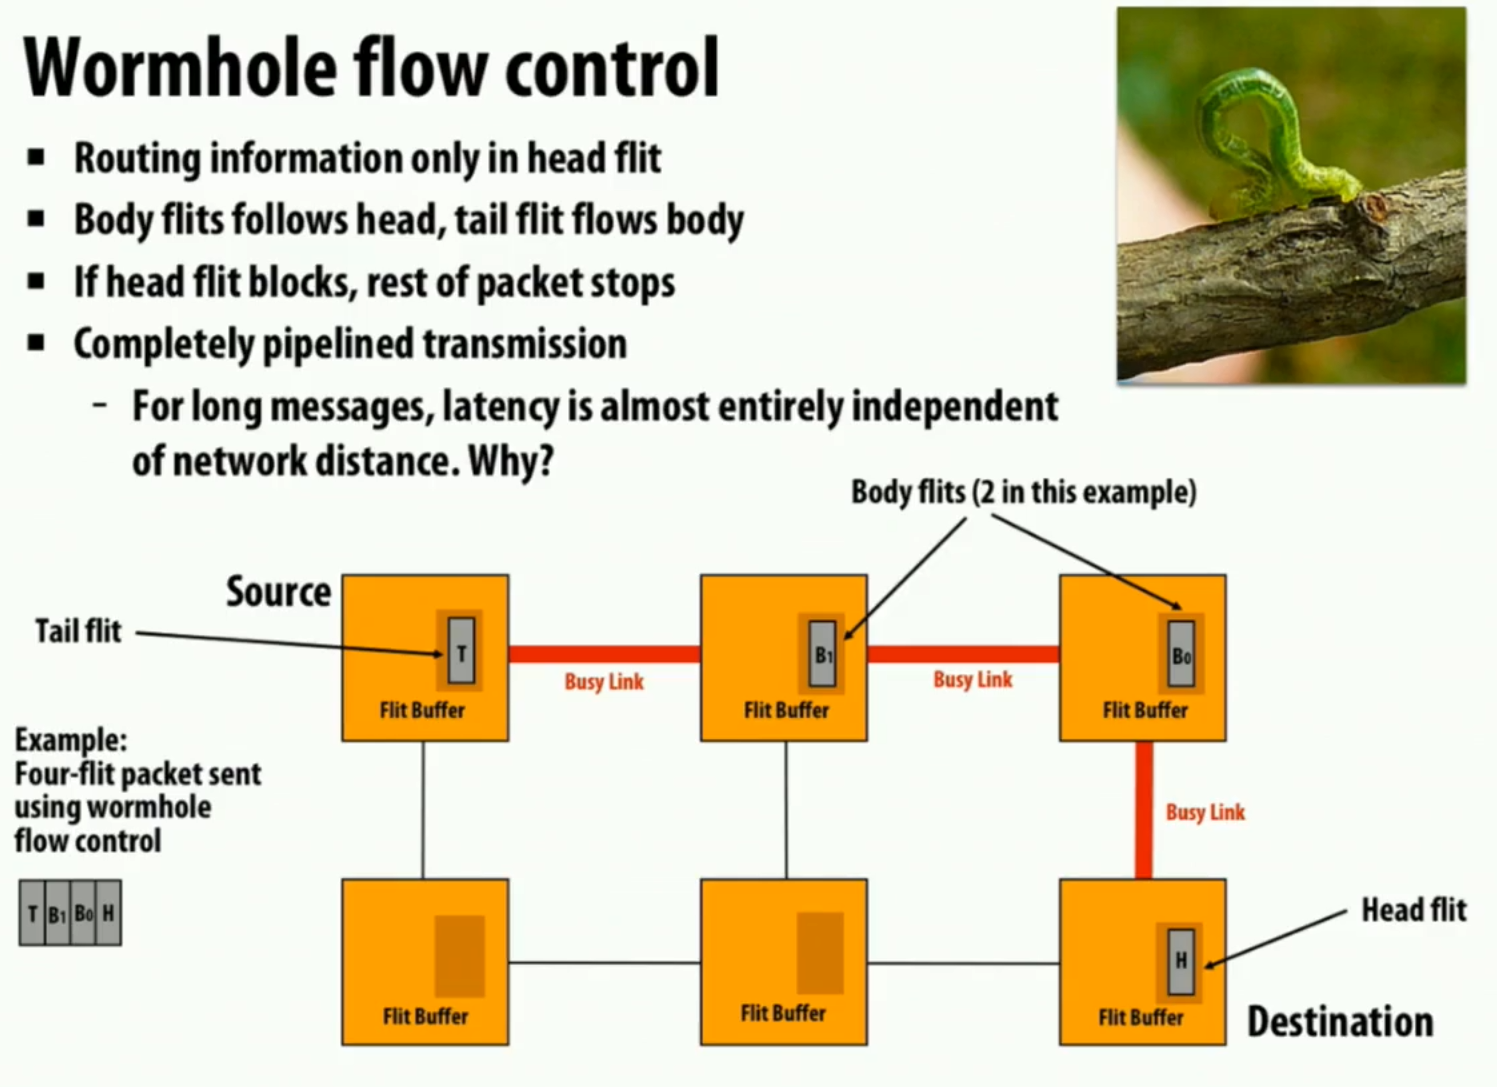 Wormhole flow control
■ Routing information only in head flit
■ Body flits follows head, tail flit flows body
■ If head flit blocks, rest of packet stops
■ Completely pipelined transmission
- For long messages, latency is almost entirely independent
of network distance. Why?
Body flits (2 in this example)
Source
Tail flit
T
Flit Buffer
Busy Link
B1
Flit Buffer
Busy Link
B0
Flit Buffer
Example:
Four-flit packet sent
using wormhole
flow control
T B1 B0 H
Busy Link
Flit Buffer
Flit Buffer
H
Flit Buffer
Head flit
Destination